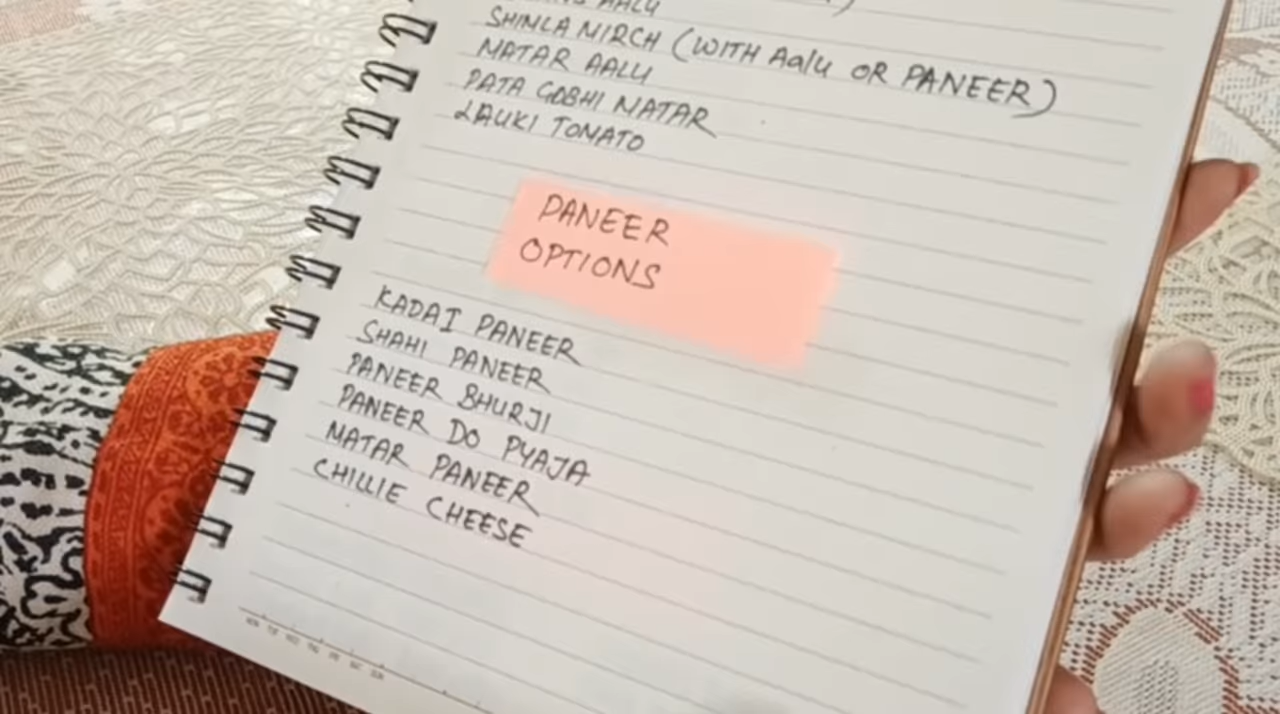 AALU
SHIMLA MIRCH (WITH Aalu OR PANEER)
MATAR AALU
PATA GOBHI MATAR
LAUKI TOMATO
PANEER
OPTIONS
KADAI PANEER
SHAHI PANEER
PANEER BHURJI
PANEER DO PYAJA
MATAR PANEER
CHILLIE CHEESE